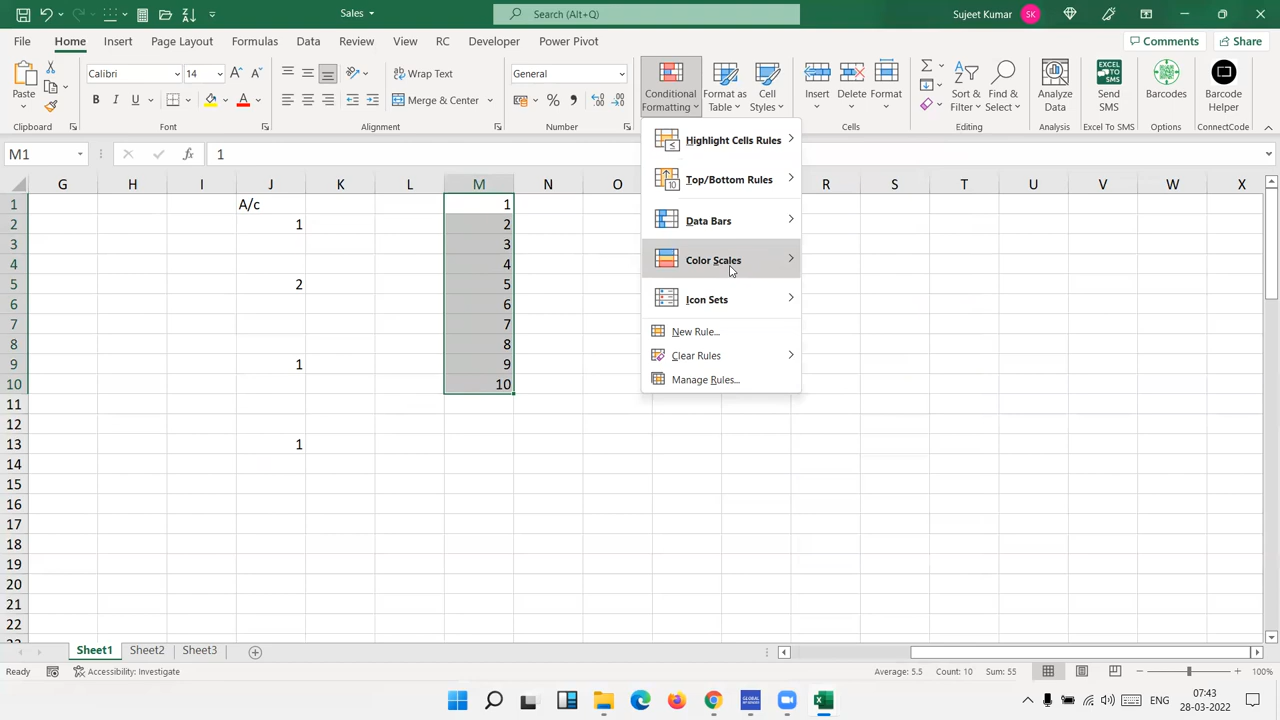 Sales
Search (Alt+Q)
Sujeet Kumar
SK
File
Home
Insert
Page Layout
Formulas
Data
Review
View
RC
Developer
Power Pivot
Comments
Share
Paste
Calibri
14
B
I
U
Wrap Text
Merge & Center
General
%
Conditional
Formatting
Format as
Table
Cell
Styles
Insert
Delete
Format
Sort &
Filter
Find &
Select
Analyze
Data
Send
SMS
Barcodes
Barcode
Helper
Clipboard
Font
Alignment
Number
Cells
Editing
Analysis
Excel To SMS
Options
ConnectCode
M1
fx
1
Highlight Cells Rules
Top/Bottom Rules
Data Bars
Color Scales
Icon Sets
New Rule...
Clear Rules
Manage Rules...
G H I J K L M N O R S T U V W X
1 A/c 1
2 1 2
3 3
4 4
5 2 5
6 6
7 7
8 8
9 1 9
10 10
11
12
13 1
14
15
16
17
18
19
20
21
22
Sheet1
Sheet2
Sheet3
Ready
Accessibility: Investigate
Average: 5.5
Count: 10
Sum: 55
100%
ENG
07:43
28-03-2022